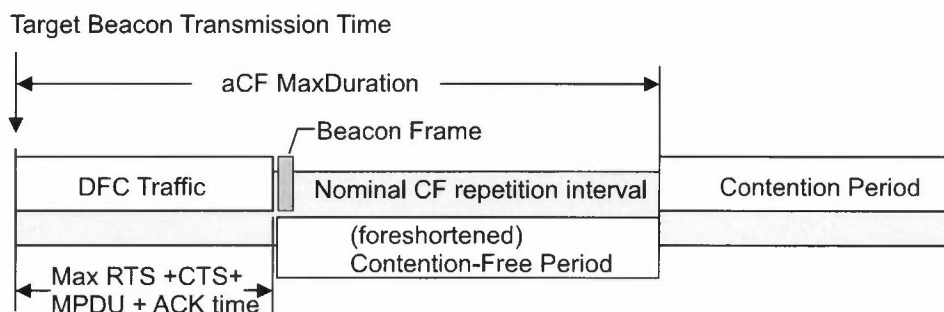 Target Beacon Transmission Time
aCF MaxDuration
Beacon Frame
DFC Traffic
Nominal CF repetition interval
Contention Period
(foreshortened)
Contention-Free Period
Max RTS +CTS+
MPDU + ACK time